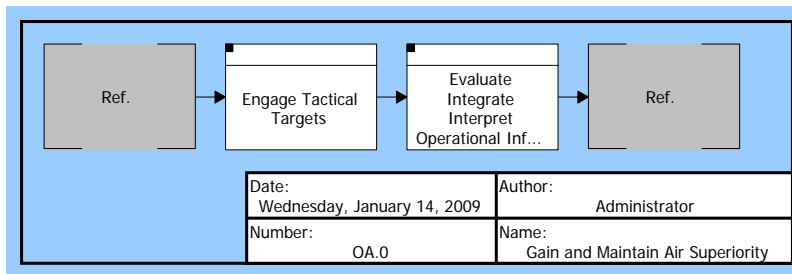 Ref.
Engage Tactical
Targets
Evaluate
Integrate
Interpret
Operational Inf...
Ref.
Date:
Wednesday, January 14, 2009
Author:
Administrator
Number:
OA.0
Name:
Gain and Maintain Air Superiority